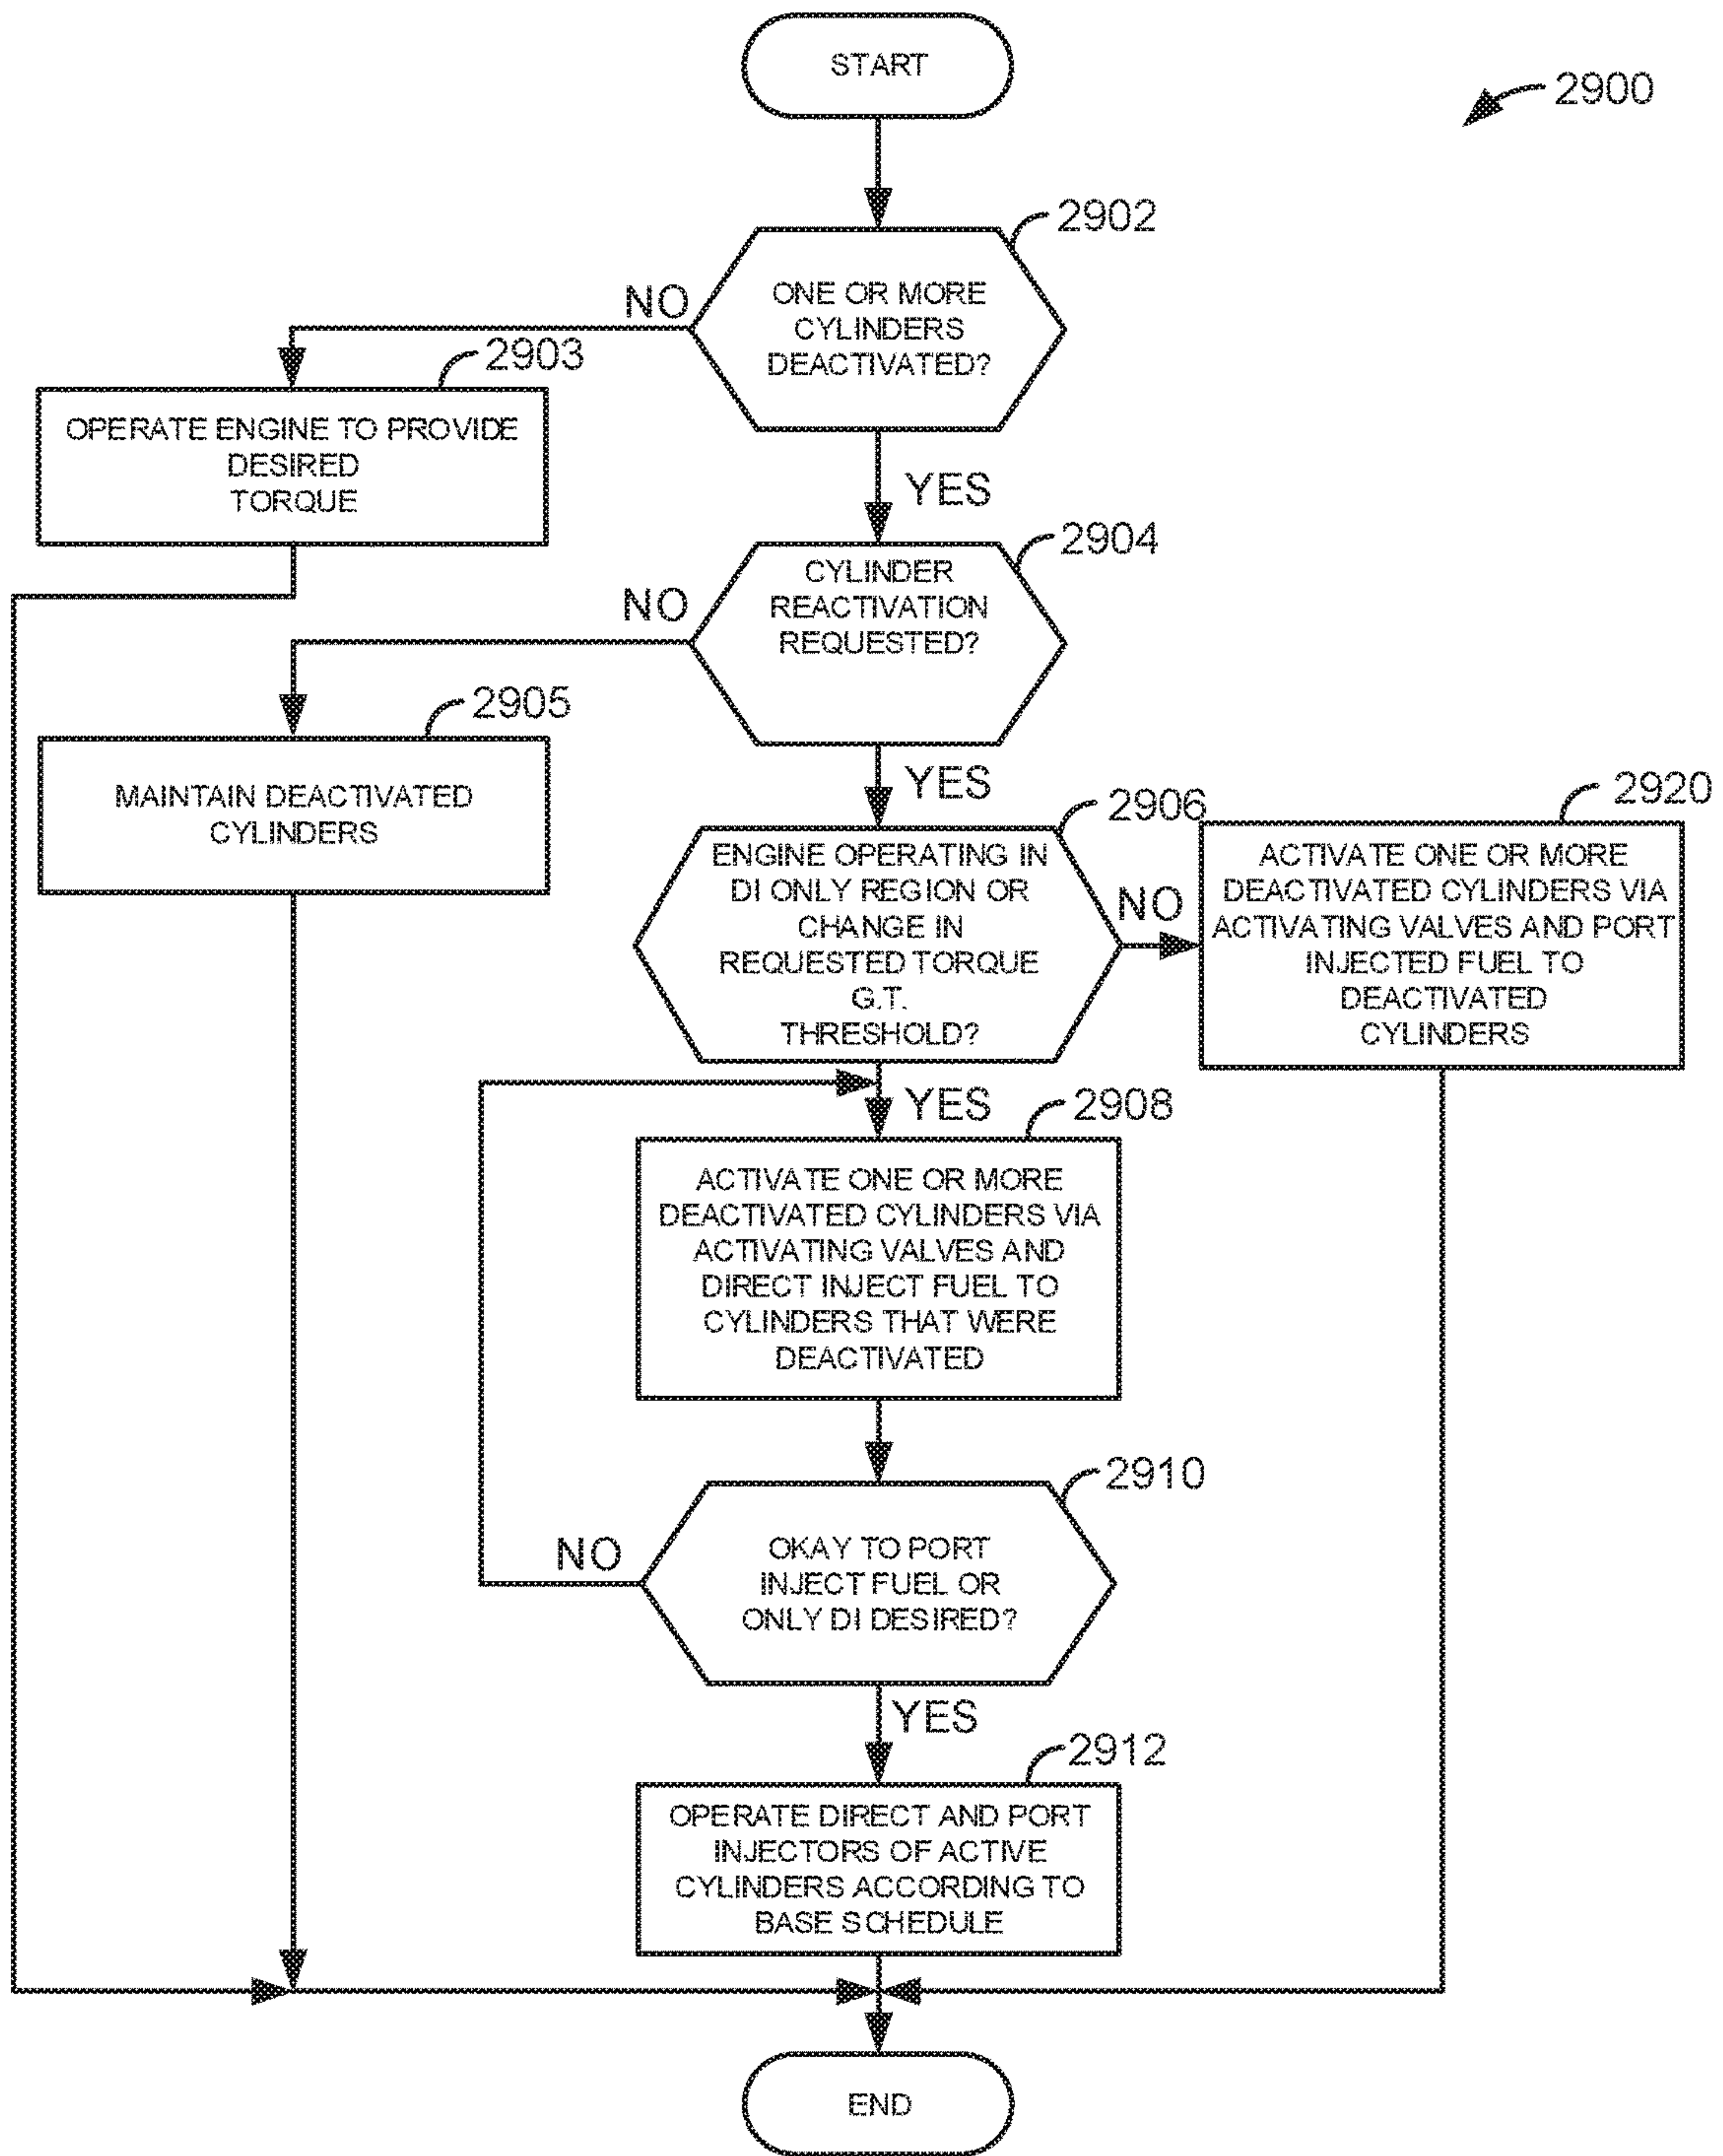 START
2900
2902
ONE OR MORE
CYLINDERS
DEACTIVATED?
NO
2903
OPERATE ENGINE TO PROVIDE
DESIRED
TORQUE
YES
2904
CYLINDER
REACTIVATION
REQUESTED?
NO
2905
MAINTAIN DEACTIVATED
CYLINDERS
YES
2906
ENGINE OPERATING IN
DI ONLY REGION OR
CHANGE IN
REQUESTED TORQUE
G.T.
THRESHOLD?
NO
2920
ACTIVATE ONE OR MORE
DEACTIVATED CYLINDERS VIA
ACTIVATING VALVES AND PORT
INJECTED FUEL TO
DEACTIVATED
CYLINDERS
YES
2908
ACTIVATE ONE OR MORE
DEACTIVATED CYLINDERS VIA
ACTIVATING VALVES AND
DIRECT INJECT FUEL TO
CYLINDERS THAT WERE
DEACTIVATED
2910
OKAY TO PORT
INJECT FUEL OR
ONLY DI DESIRED?
NO
YES
2912
OPERATE DIRECT AND PORT
INJECTORS OF ACTIVE
CYLINDERS ACCORDING TO
BASE SCHEDULE
END